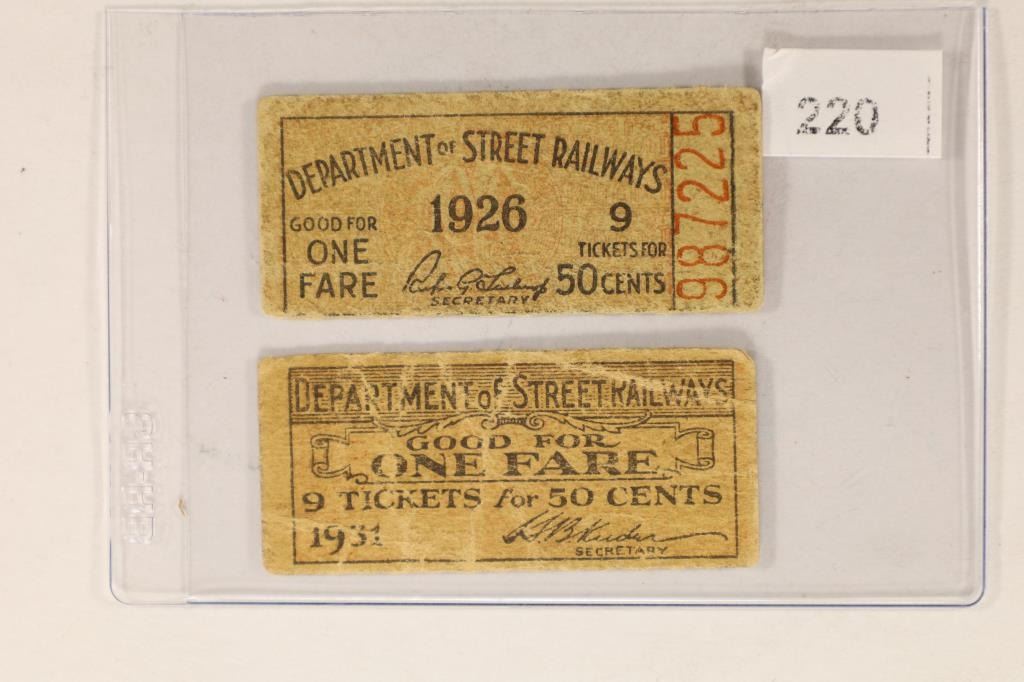 220
DEPARTMENT OF STREET RAILWAYS
1926
GOOD FOR
ONE
FARE
9
TICKETS FOR
50 CENTS
SECRETARY
987225
DEPARTMENT OF STREET RAILWAYS
GOOD FOR
ONE FARE
9 TICKETS for 50 CENTS
1931
SECRETARY